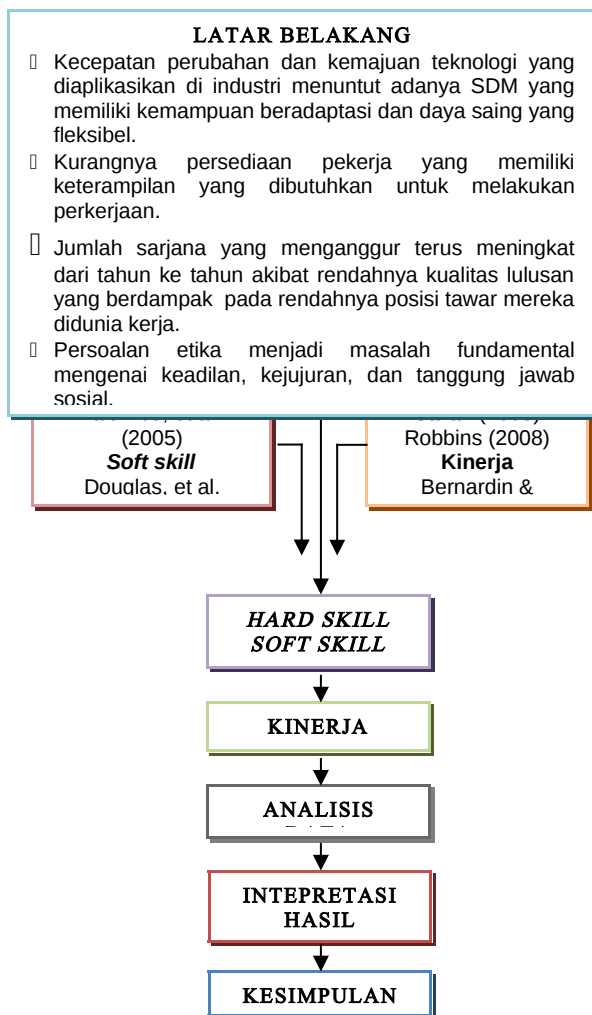 LATAR BELAKANG
Kecepatan perubahan dan kemajuan teknologi yang
diaplikasikan di industri menuntut adanya SDM yang
memiliki kemampuan beradaptasi dan daya saing yang
fleksibel.
Kurangnya persediaan pekerja yang memiliki
keterampilan yang dibutuhkan untuk melakukan
perkerjaan.
Jumlah sarjana yang menganggur terus meningkat
dari tahun ke tahun akibat rendahnya kualitas lulusan
yang berdampak pada rendahnya posisi tawar mereka
didunia kerja.
Persoalan etika menjadi masalah fundamental
mengenai keadilan, kejujuran, dan tanggung jawab
sosial.
(2005)
Soft skill
Douglas, et al.
Robbins (2008)
Kinerja
Bernardin &
HARD SKILL
SOFT SKILL
KINERJA
ANALISIS
INTEPRETASI
HASIL
KESIMPULAN